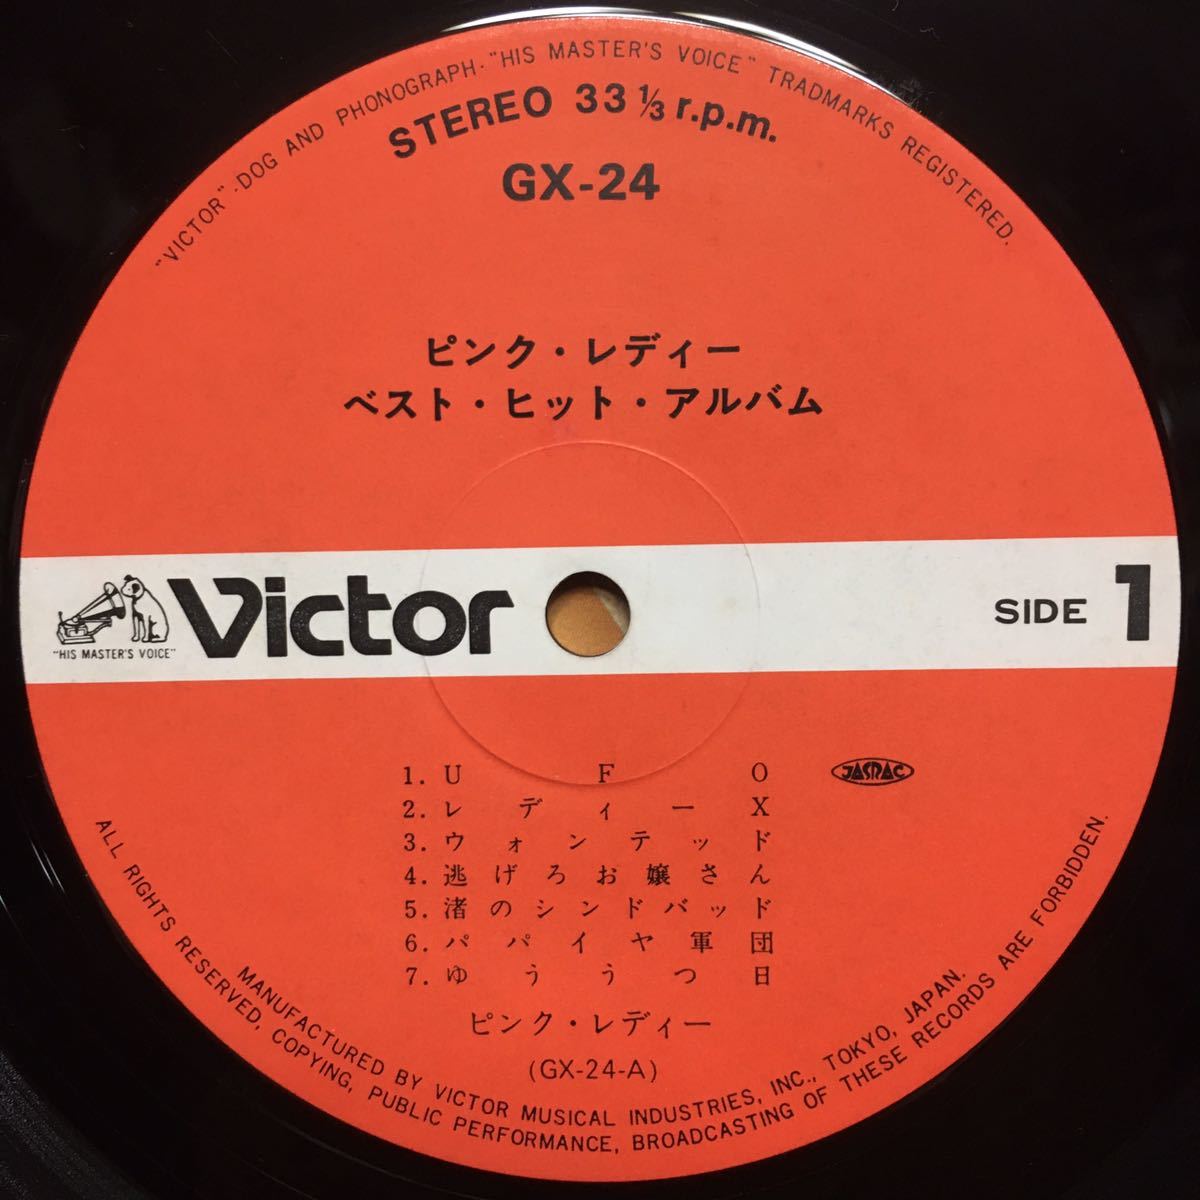 "VICTOR"·DOG AND PHONOGRAPH·"HIS MASTER'S VOICE" TRADMARKS REGISTERED.
STEREO 33 1/3 r.p.m.
GX-24
ピンク・レディー
ベスト・ヒット・アルバム
"HIS MASTER'S VOICE"
Victor
SIDE 1
1. U F O
JASRAC
2. レディーX
3. ウォンテッド
4. 逃げろお嬢さん
5. 渚のシンドバッド
6. パパイヤ軍団
7. ゆううつ日
ピンク・レディー
(GX-24-A)
MANUFACTURED BY VICTOR MUSICAL INDUSTRIES, INC., TOKYO, JAPAN.
ALL RIGHTS RESERVED, COPYING, PUBLIC PERFORMANCE, BROADCASTING OF THESE RECORDS ARE FORBIDDEN.